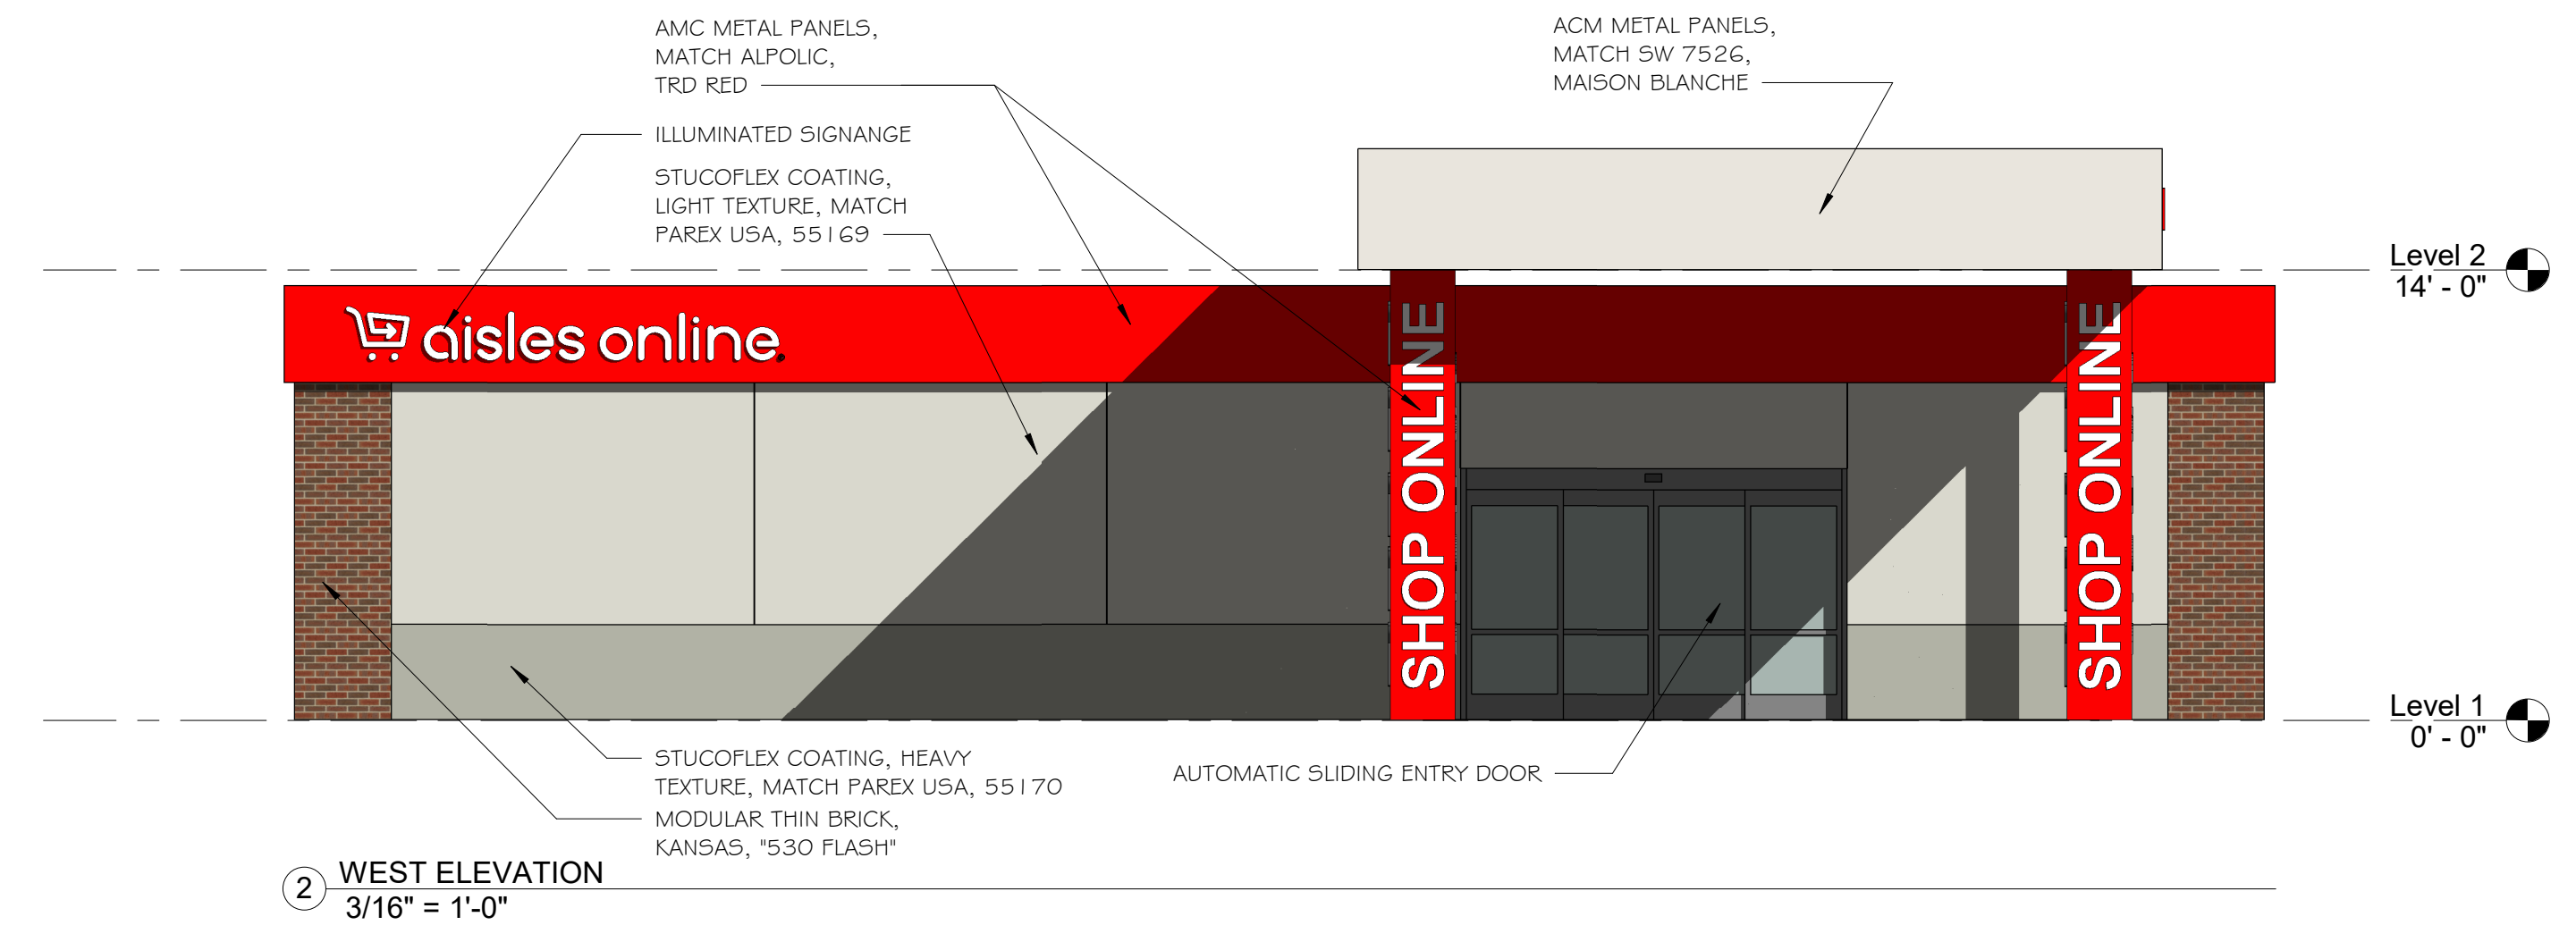 AMC METAL PANELS,
MATCH ALPOLIC,
TRD RED
ACM METAL PANELS,
MATCH SW 7526,
MAISON BLANCHE
ILLUMINATED SIGNANGE
STUCOFLEX COATING,
LIGHT TEXTURE, MATCH
PAREX USA, 55169
Level 2
14' - 0"
aisles online.
SHOP ONLINE
SHOP ONLINE
Level 1
0' - 0"
STUCOFLEX COATING, HEAVY
TEXTURE, MATCH PAREX USA, 55170
AUTOMATIC SLIDING ENTRY DOOR
MODULAR THIN BRICK,
KANSAS, "530 FLASH"
2
WEST ELEVATION
3/16" = 1'-0"